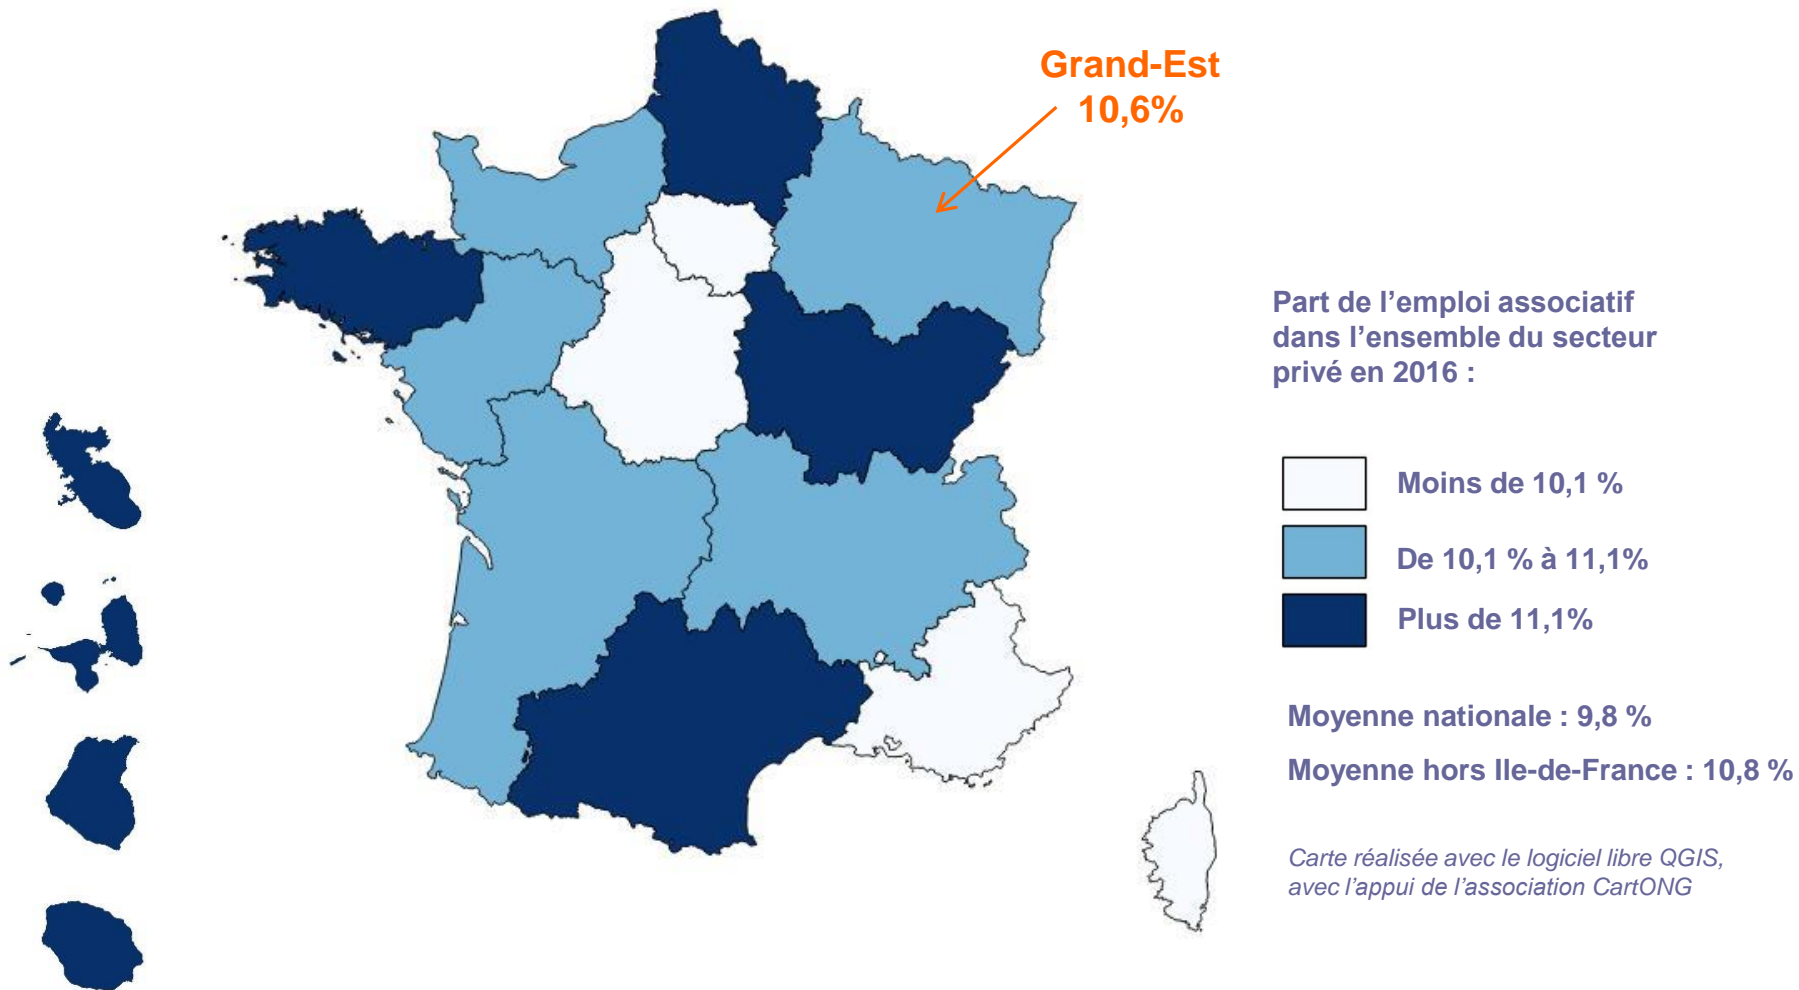 Grand-Est
10,6%
Part de l’emploi associatif
dans l’ensemble du secteur
privé en 2016 :
Moins de 10,1 %
De 10,1 % à 11,1%
Plus de 11,1%
Moyenne nationale : 9,8 %
Moyenne hors Ile-de-France : 10,8 %
Carte réalisée avec le logiciel libre QGIS,
avec l’appui de l’association CartONG